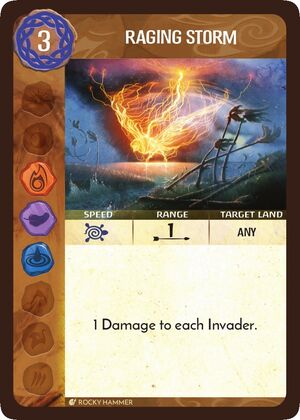 3
RAGING STORM
SPEED RANGE TARGET LAND
1 ANY
1 Damage to each Invader.
ROCKY HAMMER